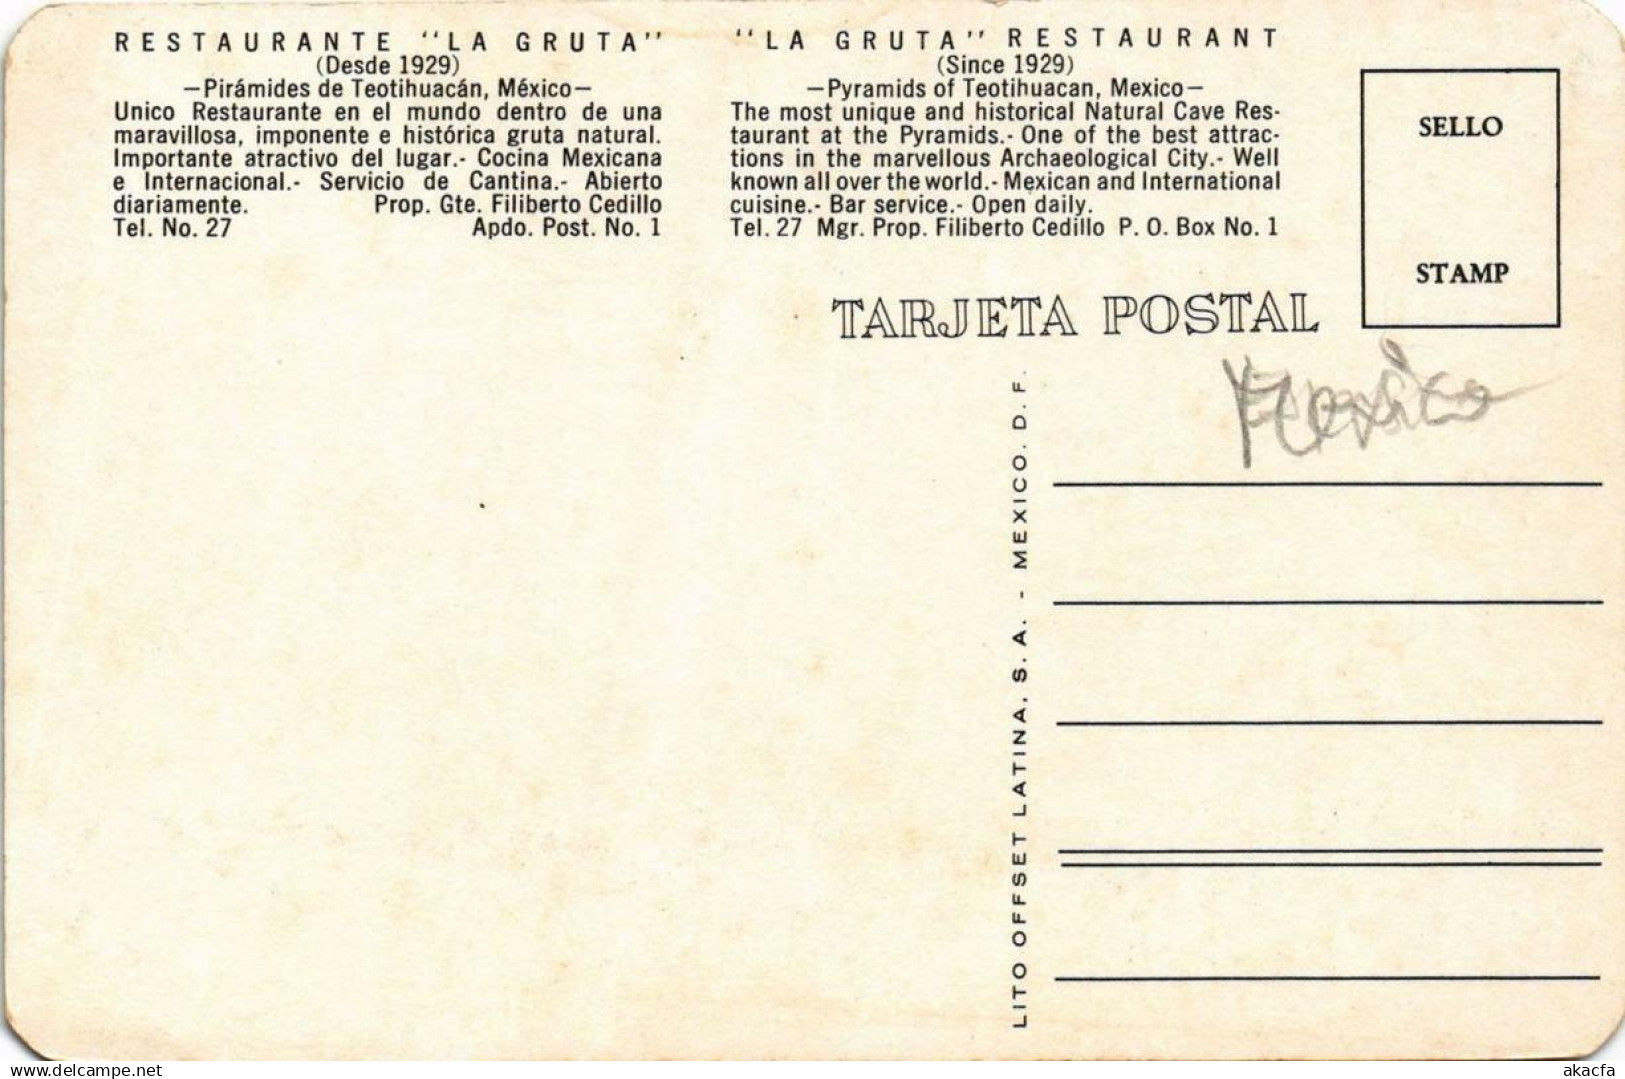 RESTAURANTE “LA GRUTA”
(Desde 1929)
—Pirámides de Teotihuacán, México—
Unico Restaurante en el mundo dentro de una
maravillosa, imponente e histórica gruta natural.
Importante atractivo del lugar.- Cocina Mexicana
e Internacional.- Servicio de Cantina.- Abierto
diariamente. Prop. Gte. Filiberto Cedillo
Tel. No. 27 Apdo. Post. No. 1
“LA GRUTA” RESTAURANT
(Since 1929)
—Pyramids of Teotihuacan, Mexico—
The most unique and historical Natural Cave Res-
taurant at the Pyramids.- One of the best attrac-
tions in the marvellous Archaeological City.- Well
known all over the world.- Mexican and International
cuisine.- Bar service.- Open daily.
Tel. 27 Mgr. Prop. Filiberto Cedillo P. O. Box No. 1
SELLO
STAMP
TARJETA POSTAL
Mexico
LITO OFFSET LATINA, S. A. - MEXICO. D. F.
delcampe.net
akacfa